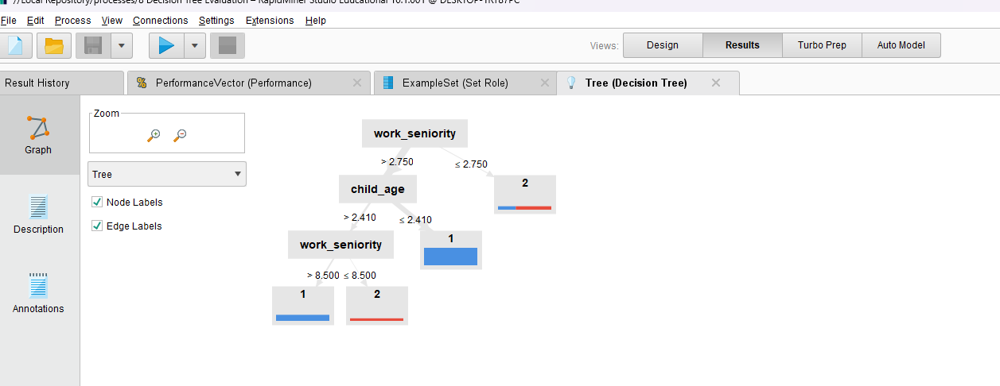 //Local Repository/processes/8 Decision Tree Evaluation – RapidMiner Studio Educational 10.1.001 @ DESKTOP-
File Edit Process View Connections Settings Extensions Help
Views: Design Results Turbo Prep Auto Model
Result History PerformanceVector (Performance) ExampleSet (Set Role) Tree (Decision Tree)
Zoom
Graph
Tree
Node Labels
Edge Labels
Description
Annotations
work_seniority
> 2.750 ≤ 2.750
child_age 2
> 2.410 ≤ 2.410
work_seniority 1
> 8.500 ≤ 8.500
1 2